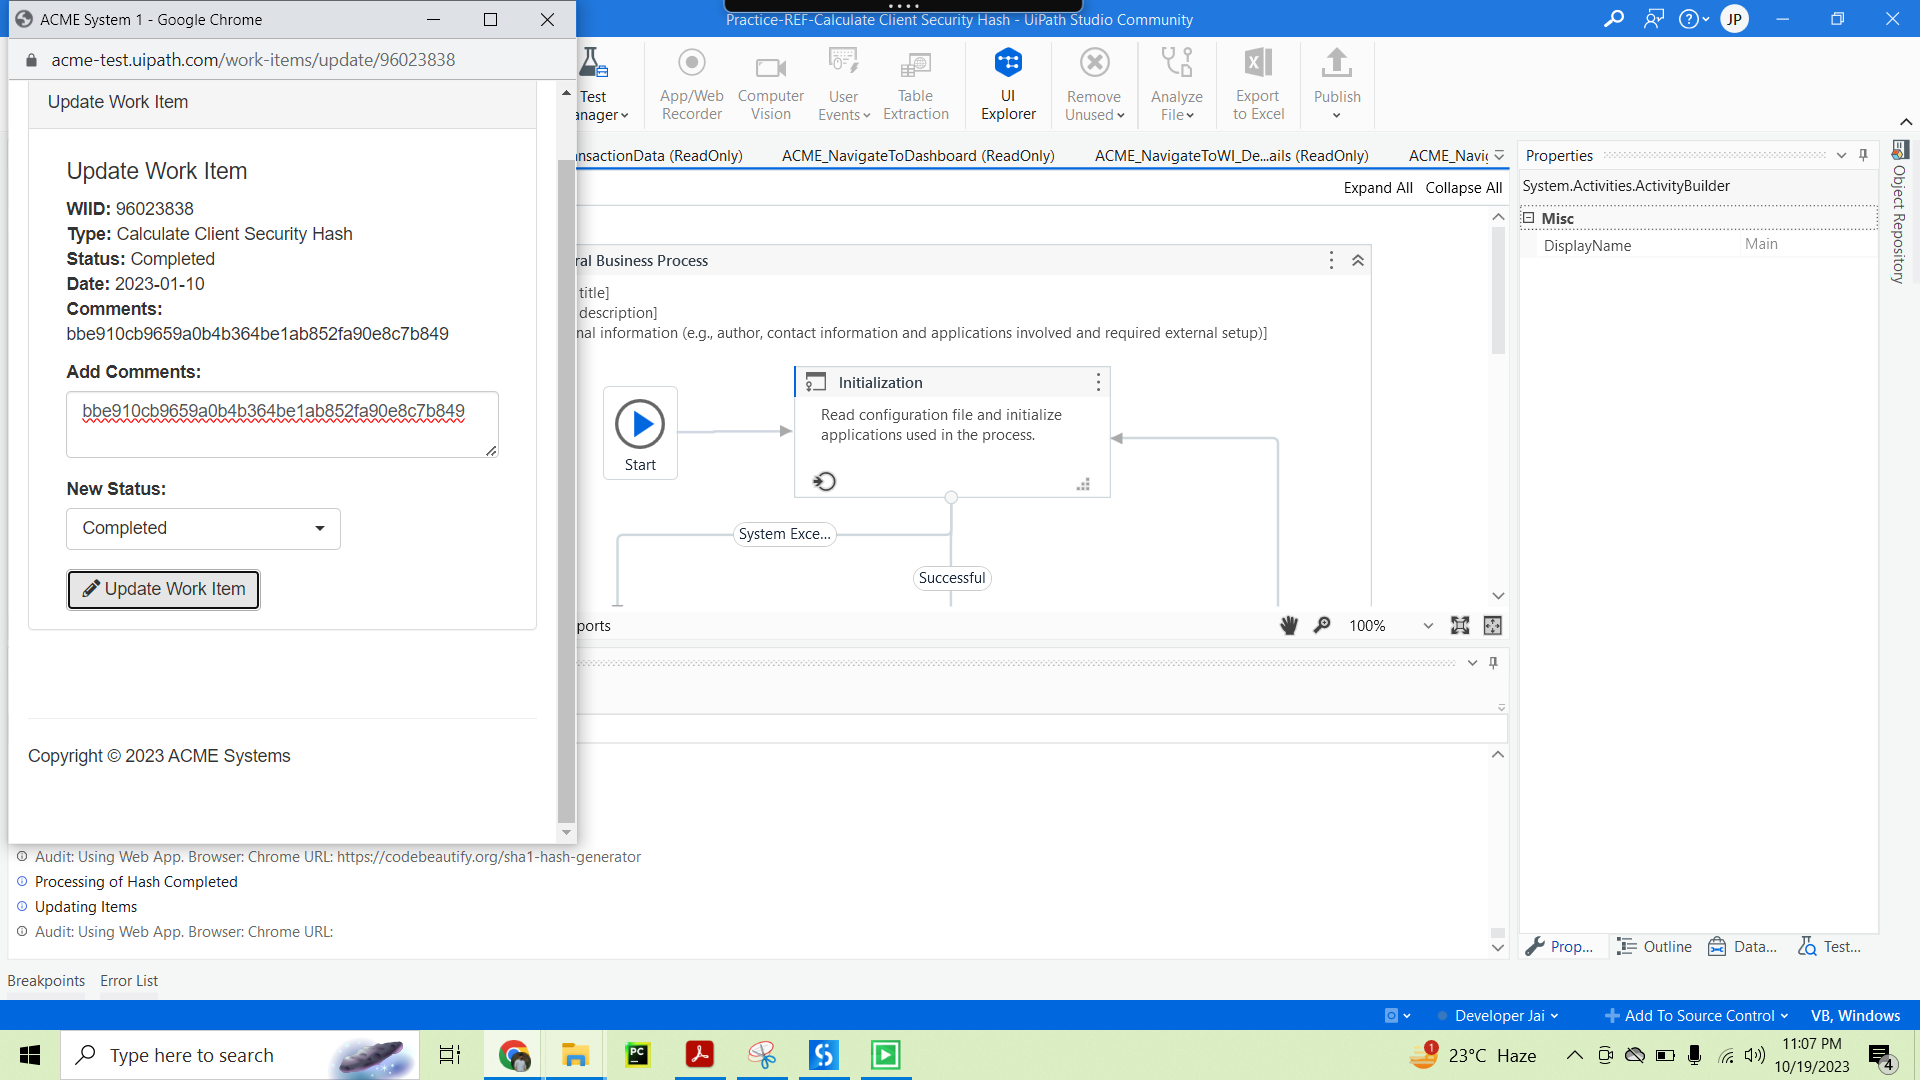 ACME System 1 - Google Chrome
acme-test.uipath.com/work-items/update/96023838
Update Work Item
Update Work Item
WIID: 96023838
Type: Calculate Client Security Hash
Status: Completed
Date: 2023-01-10
Comments:
bbe910cb9659a0b4b364be1ab852fa90e8c7b849
Add Comments:
bbe910cb9659a0b4b364be1ab852fa90e8c7b849
New Status:
Completed
Update Work Item
Copyright © 2023 ACME Systems
Practice-REF-Calculate Client Security Hash - UiPath Studio Community
JP
Test
anager
App/Web
Recorder
Computer
Vision
User
Events
Table
Extraction
UI
Explorer
Remove
Unused
Analyze
File
Export
to Excel
Publish
nsactionData (ReadOnly)
ACME_NavigateToDashboard (ReadOnly)
ACME_NavigateToWI_De...ails (ReadOnly)
ACME_Navig
Expand All
Collapse All
ral Business Process
title]
description]
nal information (e.g., author, contact information and applications involved and required external setup)]
Start
Initialization
Read configuration file and initialize
applications used in the process.
System Exce...
Successful
ports
100%
Properties
System.Activities.ActivityBuilder
Misc
DisplayName
Main
Object Repository
Audit: Using Web App. Browser: Chrome URL: https://codebeautify.org/sha1-hash-generator
Processing of Hash Completed
Updating Items
Audit: Using Web App. Browser: Chrome URL:
Prop...
Outline
Data...
Test...
Breakpoints
Error List
Developer Jai
Add To Source Control
VB, Windows
Type here to search
PC
1
23°C Haze
11:07 PM
10/19/2023
4